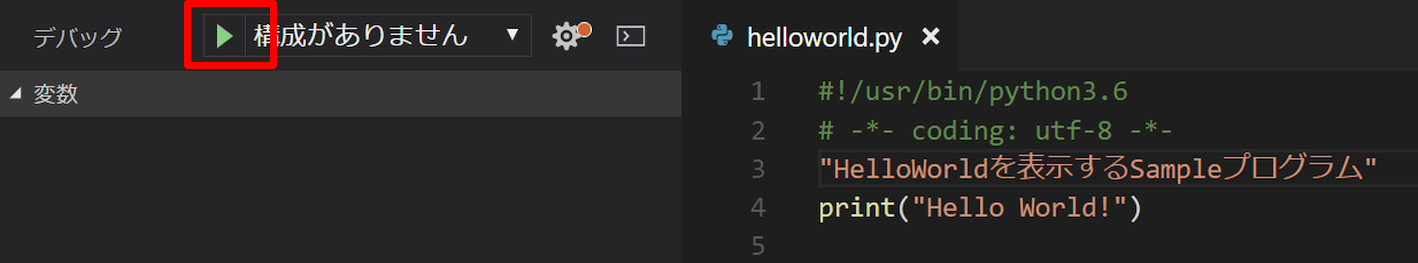 デバッグ
構成がありません
変数
helloworld.py
1 #!/usr/bin/python3.6
2 # -*- coding: utf-8 -*-
3 "HelloWorldを表示するSampleプログラム"
4 print("Hello World!")
5